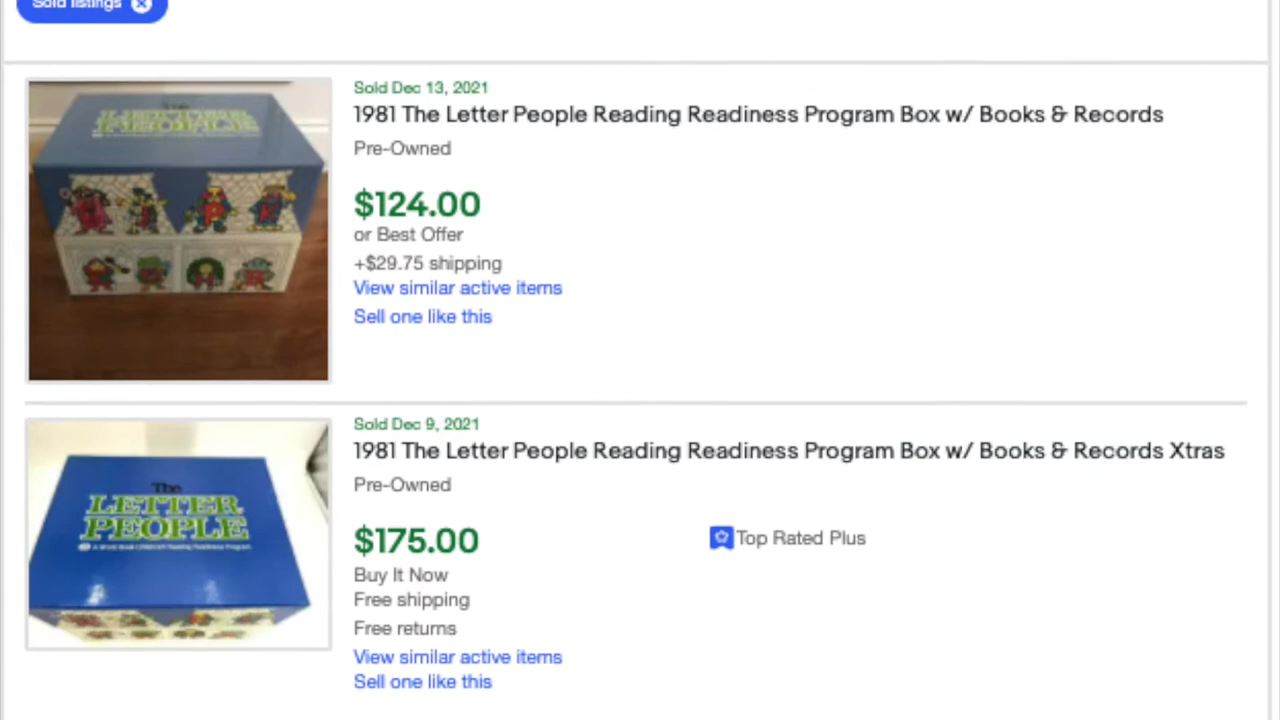 Sold listings
The
LETTER
PEOPLE
Sold Dec 13, 2021
1981 The Letter People Reading Readiness Program Box w/ Books & Records
Pre-Owned
$124.00
or Best Offer
+$29.75 shipping
View similar active items
Sell one like this
The
LETTER
PEOPLE
Sold Dec 9, 2021
1981 The Letter People Reading Readiness Program Box w/ Books & Records Xtras
Pre-Owned
$175.00
Top Rated Plus
Buy It Now
Free shipping
Free returns
View similar active items
Sell one like this